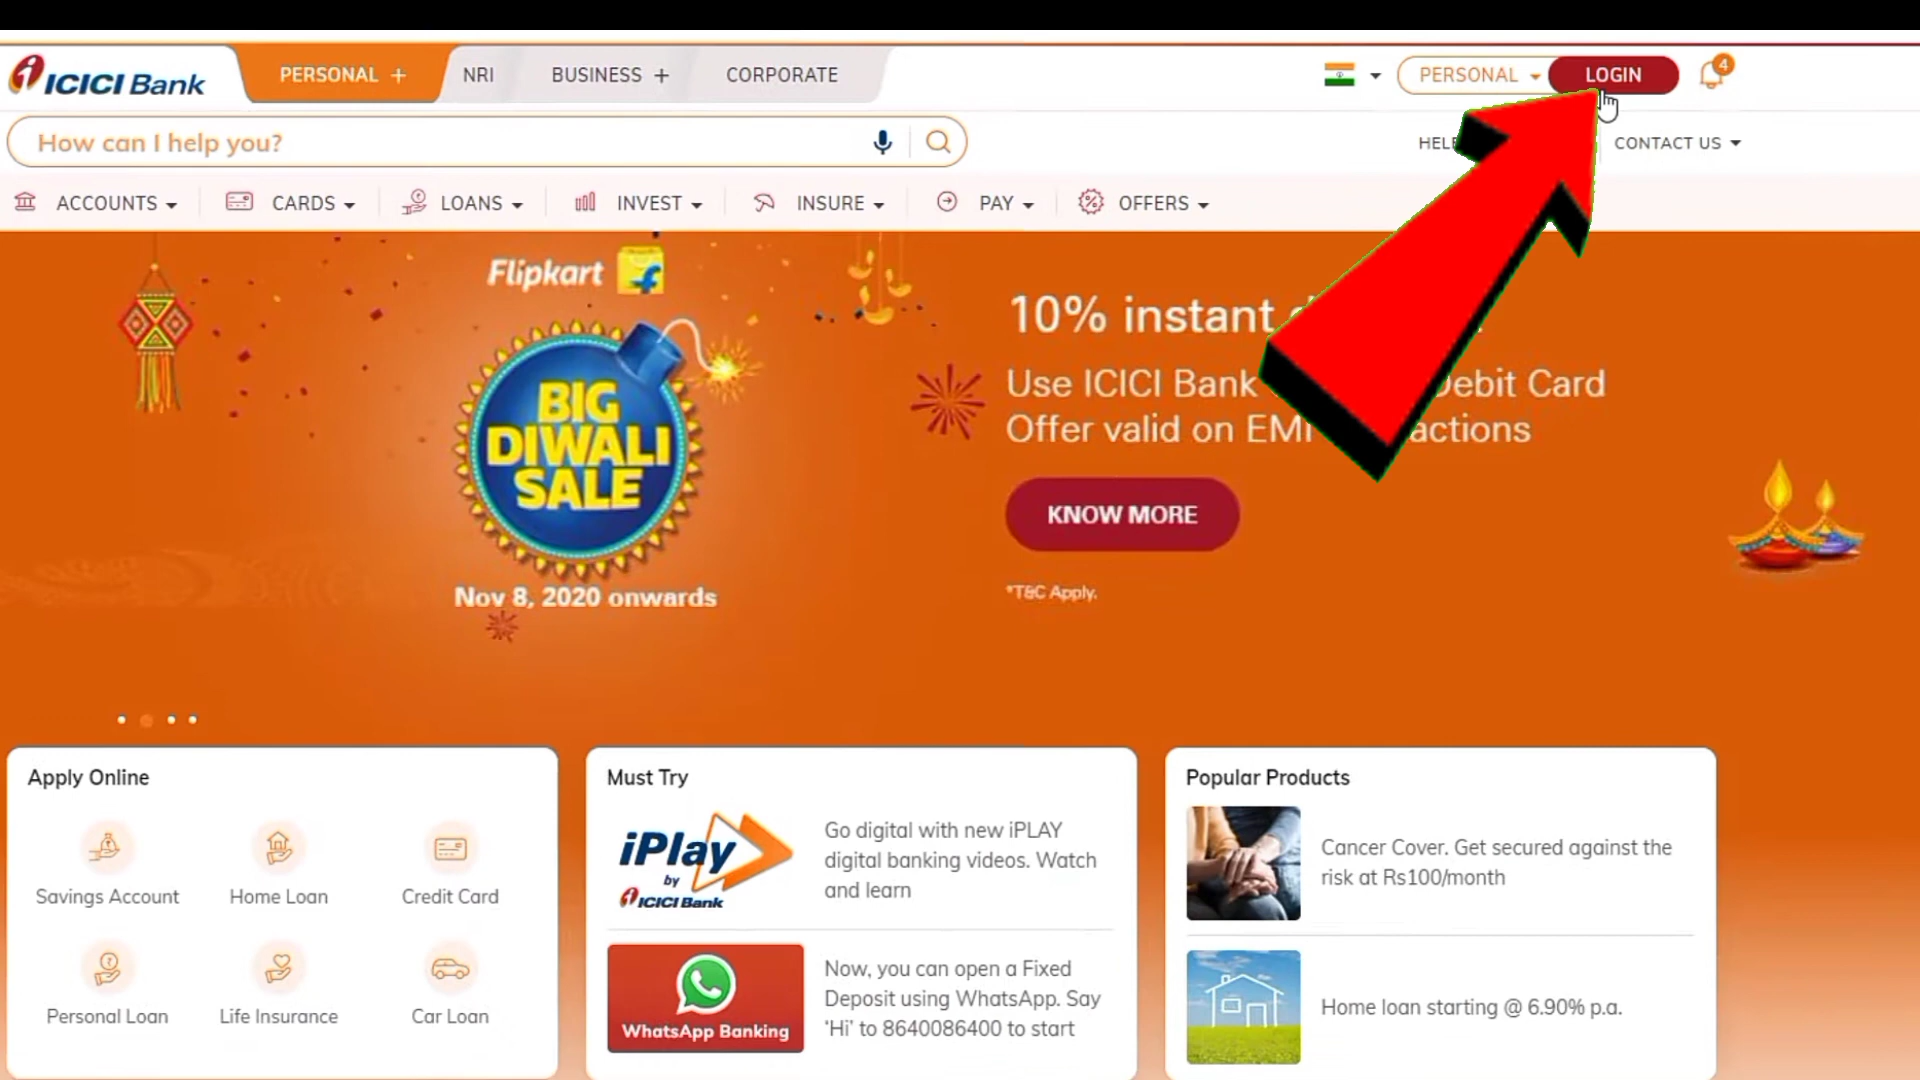 ICICI Bank
PERSONAL +
NRI
BUSINESS +
CORPORATE
PERSONAL
LOGIN
4
How can I help you?
CONTACT US
ACCOUNTS
CARDS
LOANS
INVEST
INSURE
PAY
OFFERS
Flipkart
BIG
DIWALI
SALE
Nov 8, 2020 onwards
10% instant
Use ICICI Bank Debit Card
Offer valid on EMI
KNOW MORE
*T&C Apply.
Apply Online
Savings Account
Home Loan
Credit Card
Personal Loan
Life Insurance
Car Loan
Must Try
iPlay
by
ICICI Bank
Go digital with new iPLAY
digital banking videos. Watch
and learn
WhatsApp Banking
Now, you can open a Fixed
Deposit using WhatsApp. Say
'Hi' to 8640086400 to start
Popular Products
Cancer Cover. Get secured against the
risk at Rs100/month
Home loan starting @ 6.90% p.a.